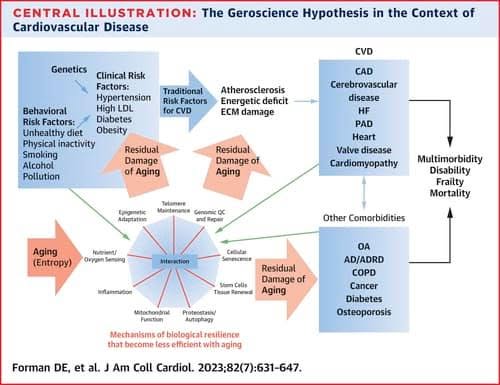 CENTRAL ILLUSTRATION: The Geroscience Hypothesis in the Context of
Cardiovascular Disease
Genetics
Behavioral
Risk Factors:
Unhealthy diet
Physical inactivity
Smoking
Alcohol
Pollution
Clinical Risk
Factors:
Hypertension
High LDL
Diabetes
Obesity
Traditional
Risk Factors
for CVD
Atherosclerosis
Energetic deficit
ECM damage
CVD
CAD
Cerebrovascular
disease
HF
PAD
Heart
Valve disease
Cardiomyopathy
Residual
Damage
of Aging
Residual
Damage
of Aging
Multimorbidity
Disability
Frailty
Mortality
Other Comorbidities
OA
AD/ADRD
COPD
Cancer
Diabetes
Osteoporosis
Aging
(Entropy)
Telomere
Maintenance
Genomic QC
and Repair
Cellular
Senescence
Stem Cells
Tissue Renewal
Proteostasis/
Autophagy
Mitochondrial
Function
Inflammation
Nutrient/
Oxygen Sensing
Epigenetic
Adaptation
Interaction
Residual
Damage
of Aging
Mechanisms of biological resilience
that become less efficient with aging
Forman DE, et al. J Am Coll Cardiol. 2023;82(7):631–647.